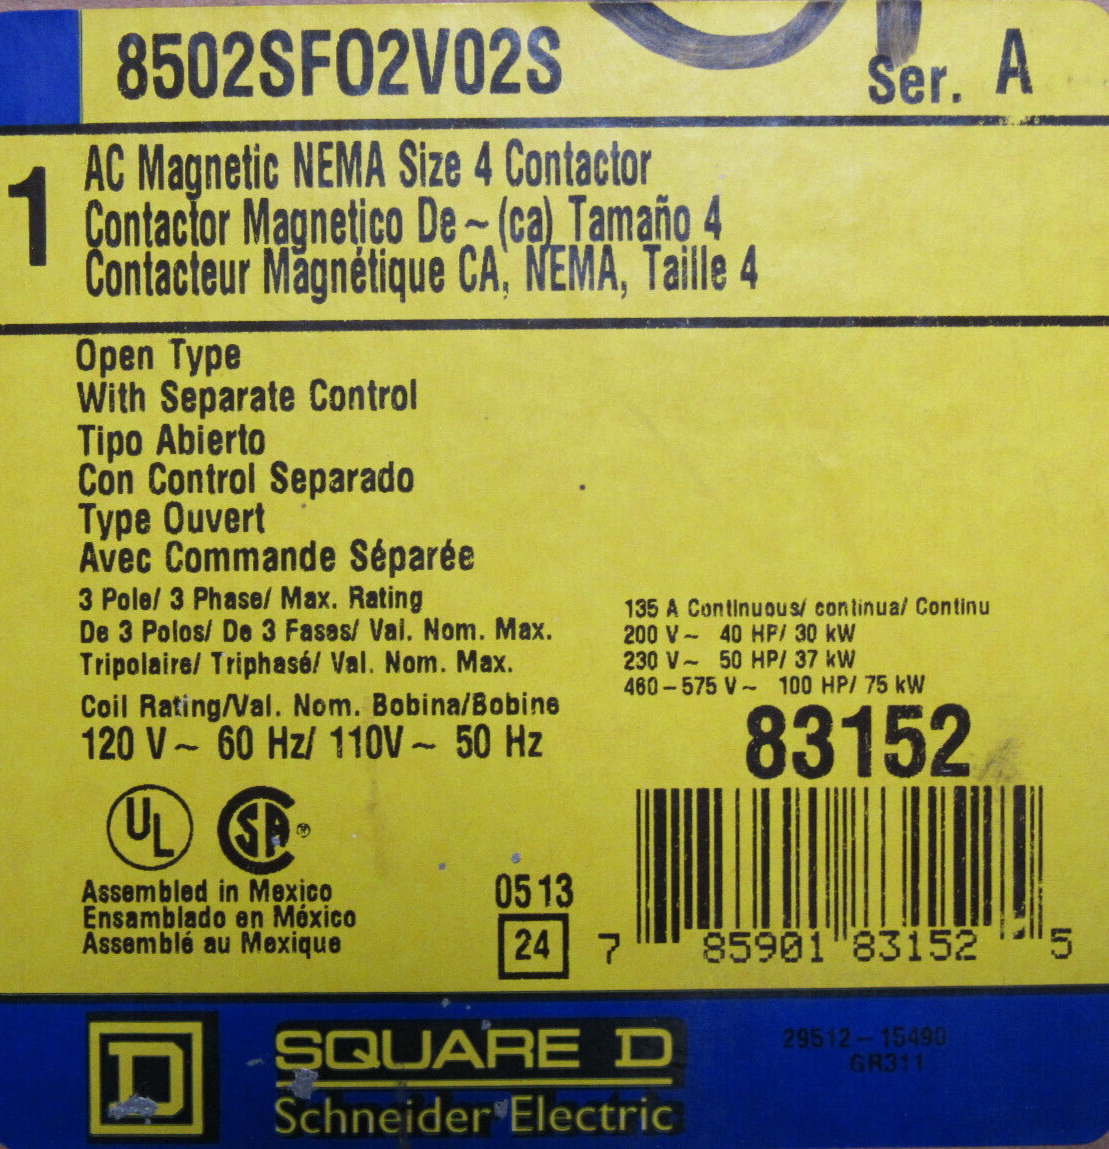 8502SFO2V02S
Ser. A
1
AC Magnetic NEMA Size 4 Contactor
Contactor Magnetico De ~ (ca) Tamaño 4
Contacteur Magnétique CA, NEMA, Taille 4
Open Type
With Separate Control
Tipo Abierto
Con Control Separado
Type Ouvert
Avec Commande Séparée
3 Pole/ 3 Phase/ Max. Rating
De 3 Polos/ De 3 Fases/ Val. Nom. Max.
Tripolaire/ Triphasé/ Val. Nom. Max.
135 A Continuous/ continua/ Continu
200 V ~ 40 HP/ 30 kW
230 V ~ 50 HP/ 37 kW
460 – 575 V ~ 100 HP/ 75 kW
Coil Rating/Val. Nom. Bobina/Bobine
120 V ~ 60 Hz/ 110V ~ 50 Hz
83152
UL
SA
Assembled in Mexico
Ensamblado en México
Assemblé au Mexique
0513
24
7 85901 83152 5
D
SQUARE D
Schneider Electric
29512 – 15490
GR311